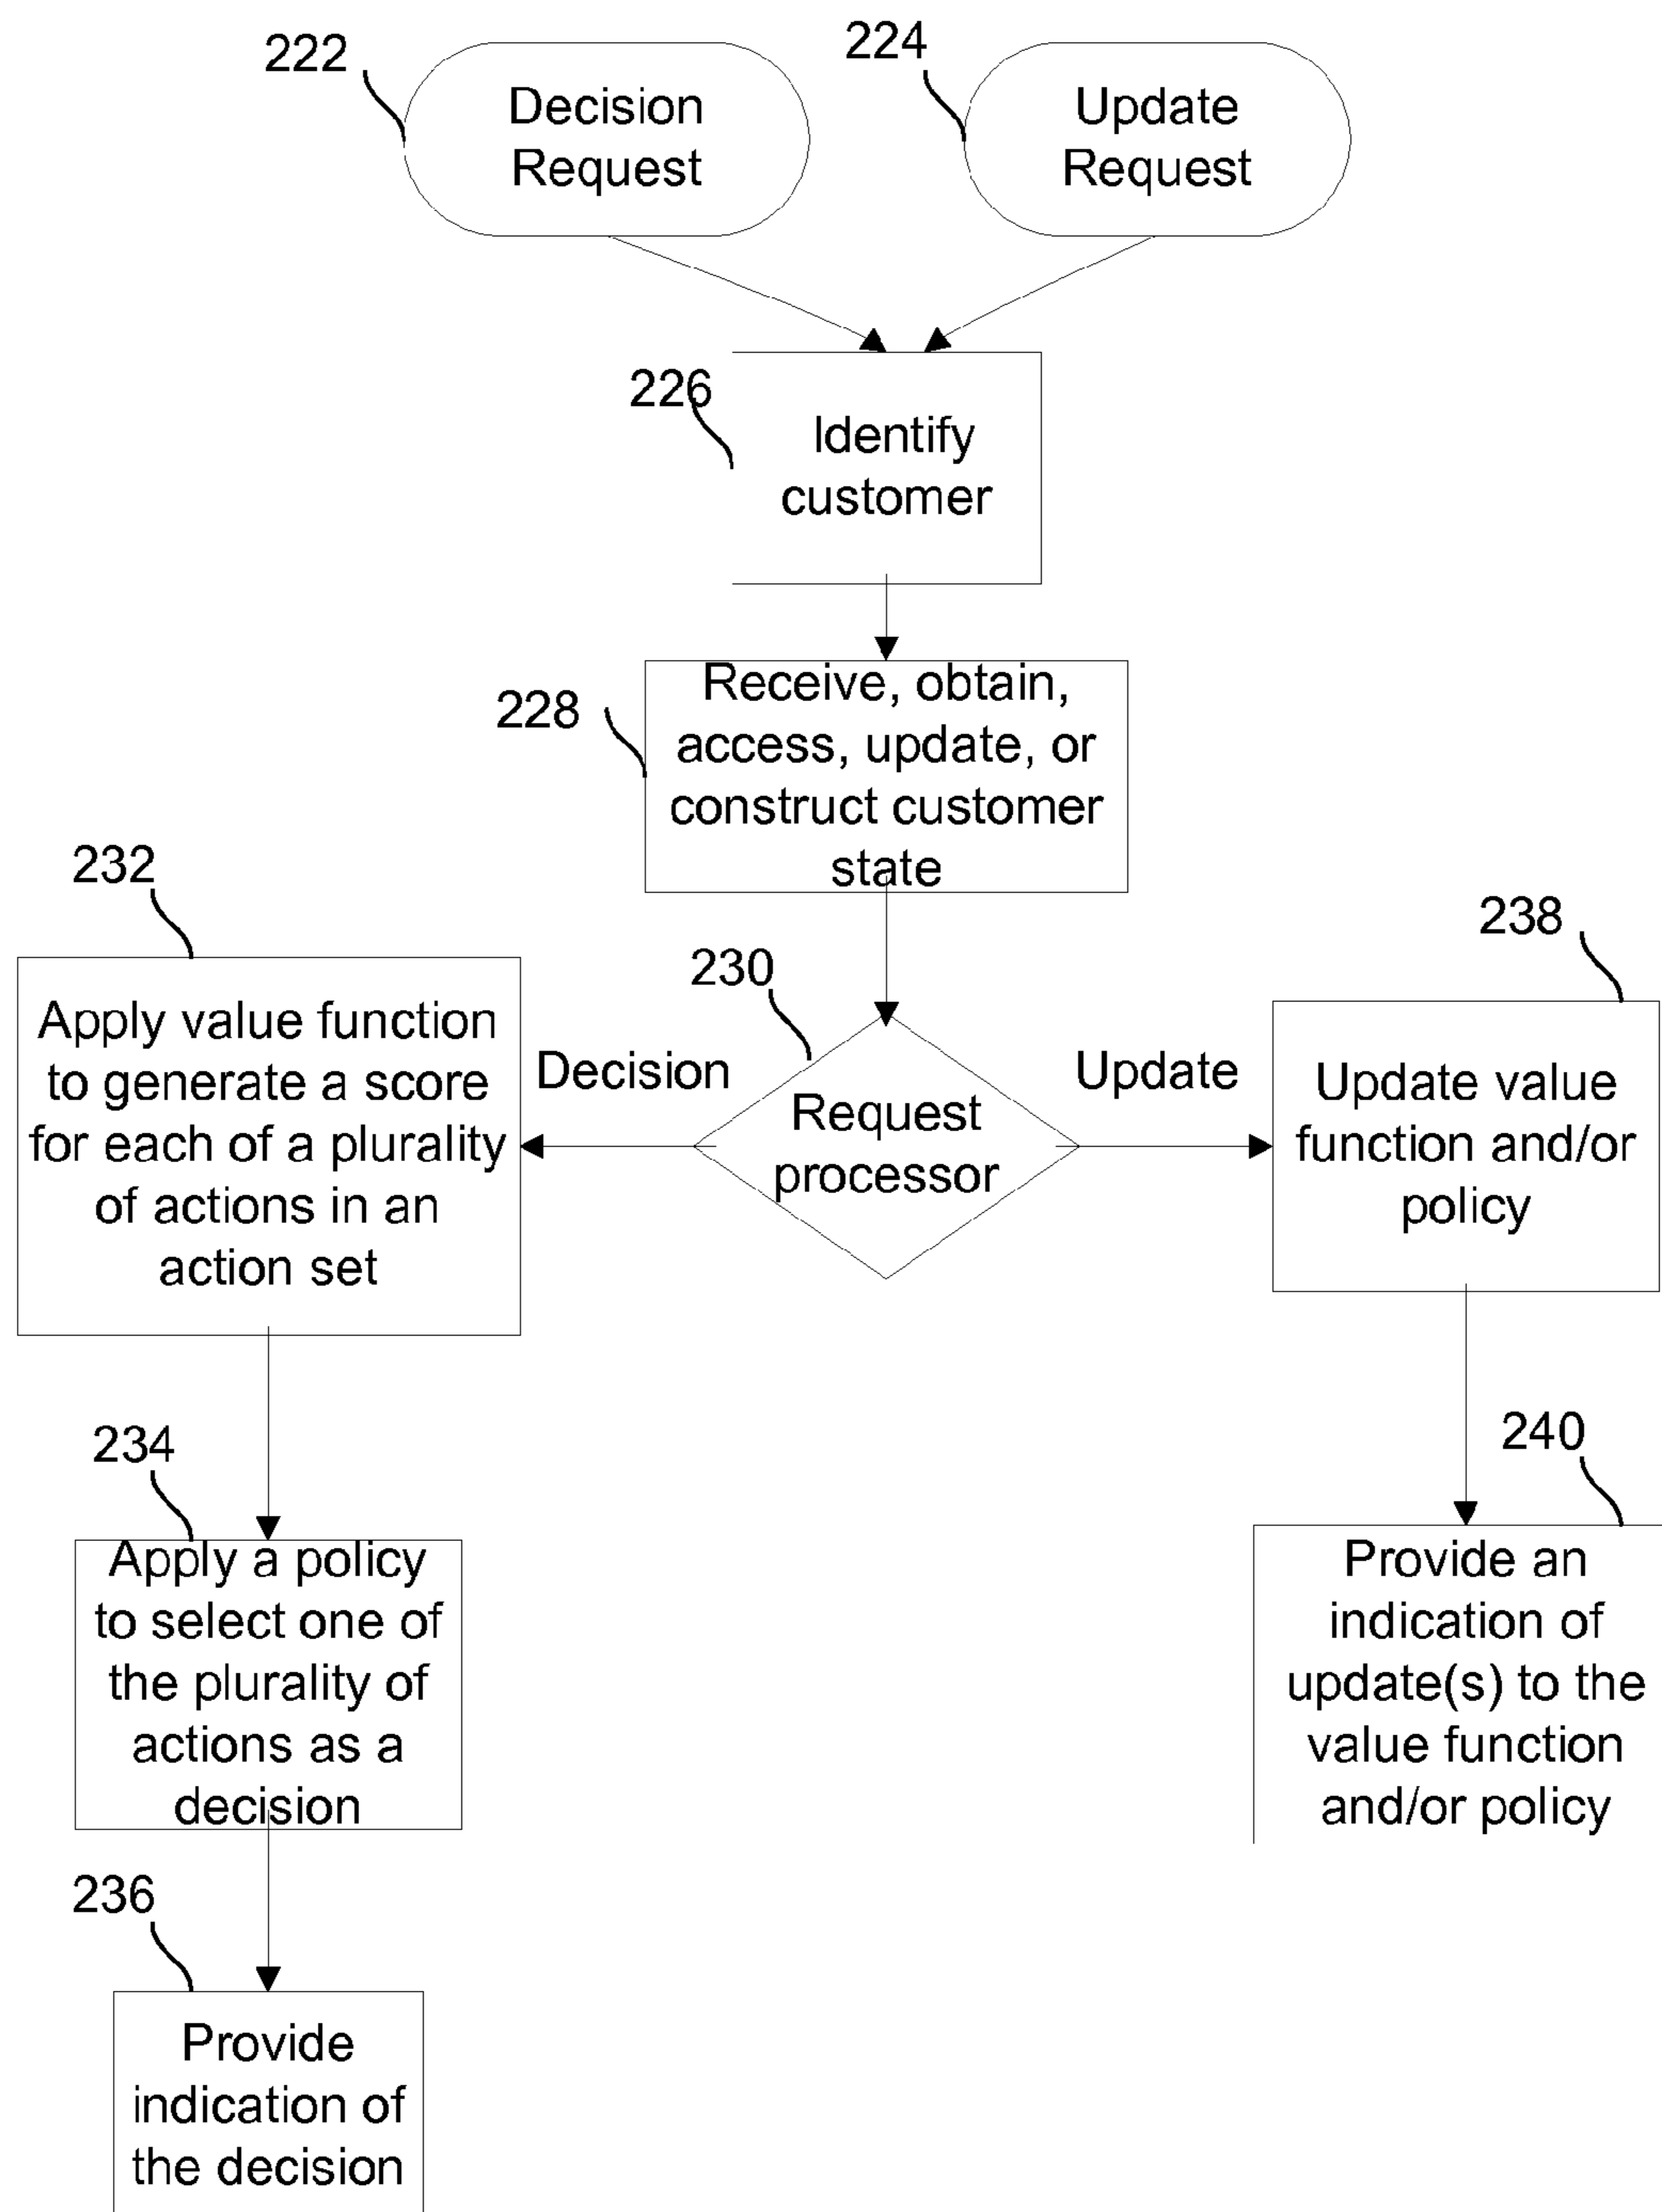 222
Decision
Request
224
Update
Request
226
Identify
customer
228
Receive, obtain,
access, update, or
construct customer
state
230
Request
processor
Decision
Update
232
Apply value function
to generate a score
for each of a plurality
of actions in an
action set
234
Apply a policy
to select one of
the plurality of
actions as a
decision
236
Provide
indication of
the decision
238
Update value
function and/or
policy
240
Provide an
indication of
update(s) to the
value function
and/or policy